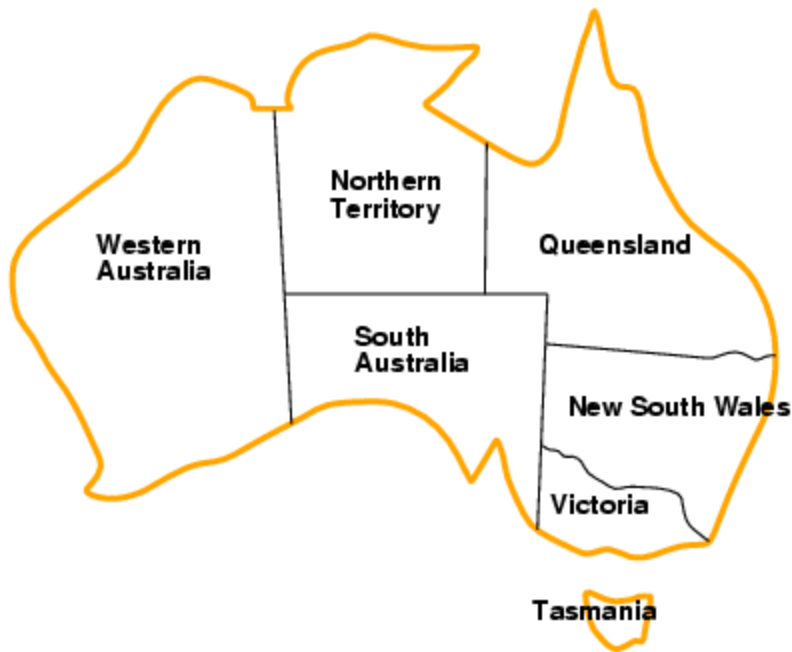 Northern
Territory
Western
Australia
Queensland
South
Australia
New South Wales
Victoria
Tasmania